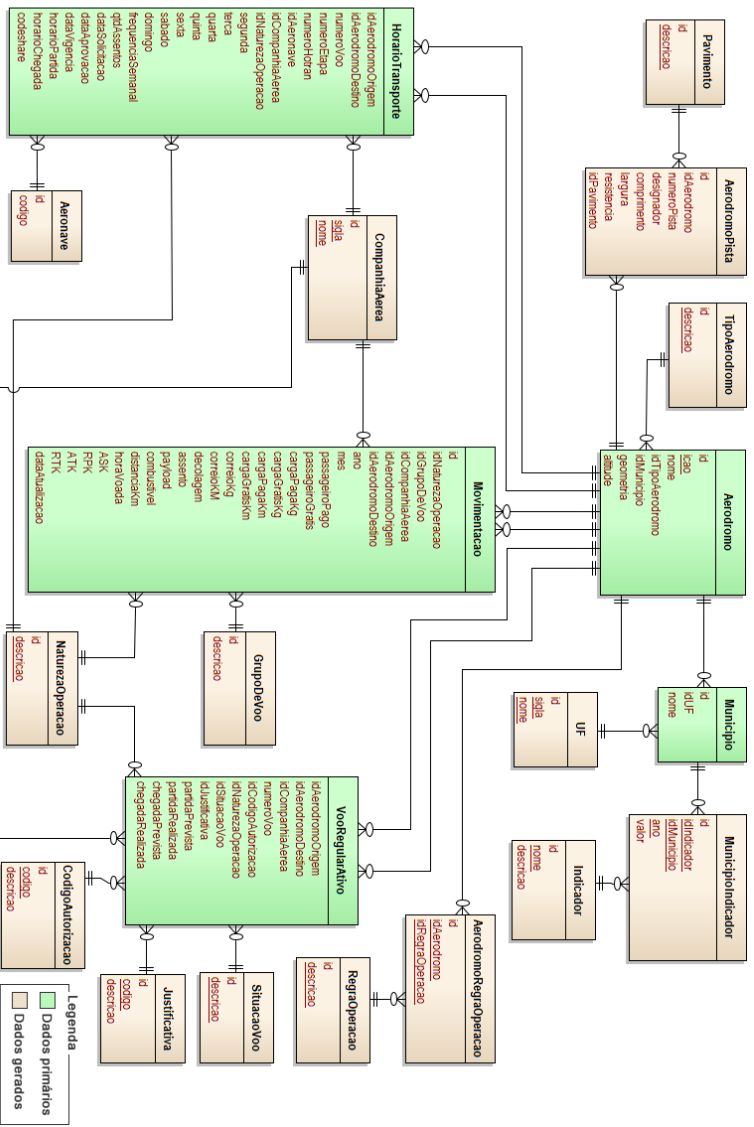 Pavimento
id
descricao
AerodromoPista
id
idAerodromo
numeroPista
designador
comprimento
largura
resistencia
idPavimento
TipoAerodromo
id
descricao
Aerodromo
id
icao
nome
idTipoAerodromo
idMunicipio
geometria
altitude
Municipio
id
idUF
nome
MunicipioIndicador
id
idIndicador
idMunicipio
ano
valor
UF
id
sigla
nome
Indicador
id
nome
descricao
HorarioTransporte
idAerodromoOrigem
idAerodromoDestino
numeroVoo
numeroEtapa
numeroHotran
idAeronave
idCompanhiaAerea
idNaturezaOperacao
segunda
terca
quarta
quinta
sexta
sabado
domingo
frequenciaSemanal
qtdAssentos
dataSolicitacao
dataAprovacao
dataVigencia
horarioPartida
horarioChegada
codeshare
CompanhiaAerea
id
sigla
nome
Aeronave
id
codigo
Movimentacao
id
idNaturezaOperacao
idGrupoDeVoo
idCompanhiaAerea
idAerodromoOrigem
idAerodromoDestino
ano
mes
passageiroPago
passageiroGratis
cargaPagaKg
cargaGratisKg
cargaPagaKm
cargaGratisKm
correioKg
correioKM
decolagem
assento
payload
combustivel
distanciaKm
horaVoada
ASK
RPK
ATK
RTK
dataAtualizacao
GrupoDeVoo
id
descricao
NaturezaOperacao
id
descricao
VooRegularAtivo
idAerodromoOrigem
idAerodromoDestino
idCompanhiaAerea
numeroVoo
idCodigoAutorizacao
idNaturezaOperacao
idSituacaoVoo
idJustificativa
partidaPrevista
partidaRealizada
chegadaPrevista
chegadaRealizada
AerodromoRegraOperacao
id
idAerodromo
idRegraOperacao
RegraOperacao
id
descricao
SituacaoVoo
id
descricao
Justificativa
id
codigo
descricao
CodigoAutorizacao
id
codigo
descricao
Legenda
Dados primários
Dados gerados